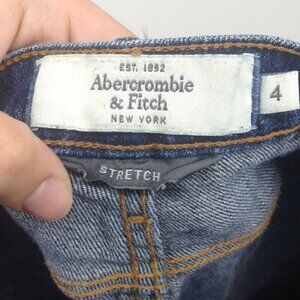 EST. 1892
Abercrombie
& Fitch
NEW YORK
4
STRETCH